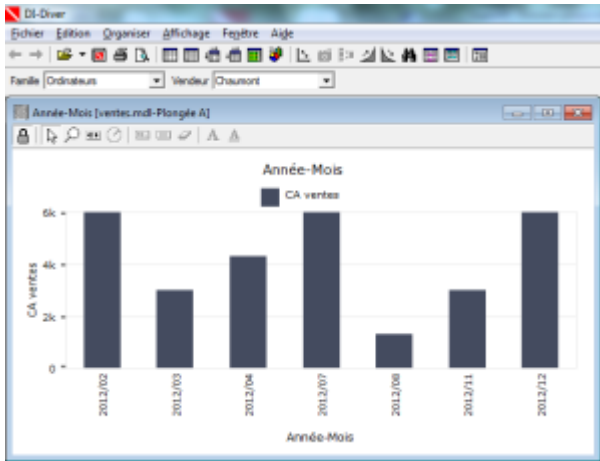 DI-Diver
Fichier Edition Organiser Affichage Fenêtre Aide
Famille Ordinateurs Vendeur Chaumont
Année-Mois [ventes.mdl-Plongée A]
A A
Année-Mois
CA ventes
6k
4k
2k
0
CA ventes
2012/02
2012/03
2012/04
2012/07
2012/08
2012/11
2012/12
Année-Mois